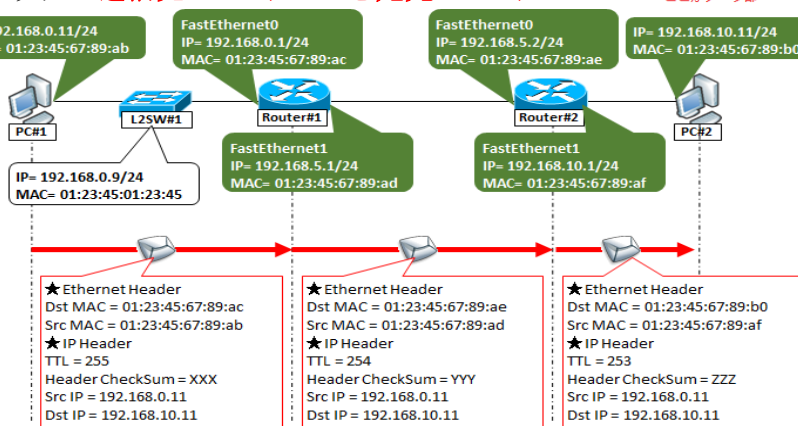 92.168.0.11/24
01:23:45:67:89:ab
FastEthernet0
IP= 192.168.0.1/24
MAC= 01:23:45:67:89:ac
FastEthernet0
IP= 192.168.5.2/24
MAC= 01:23:45:67:89:ae
IP= 192.168.10.11/24
MAC= 01:23:45:67:89:b0
PC#1
L2SW#1
Router#1
Router#2
PC#2
IP= 192.168.0.9/24
MAC= 01:23:45:01:23:45
FastEthernet1
IP= 192.168.5.1/24
MAC= 01:23:45:67:89:ad
FastEthernet1
IP= 192.168.10.1/24
MAC= 01:23:45:67:89:af
★Ethernet Header
Dst MAC = 01:23:45:67:89:ac
Src MAC = 01:23:45:67:89:ab
★IP Header
TTL = 255
Header CheckSum = XXX
Src IP = 192.168.0.11
Dst IP = 192.168.10.11
★Ethernet Header
Dst MAC = 01:23:45:67:89:ae
Src MAC = 01:23:45:67:89:ad
★IP Header
TTL = 254
Header CheckSum = YYY
Src IP = 192.168.0.11
Dst IP = 192.168.10.11
★Ethernet Header
Dst MAC = 01:23:45:67:89:b0
Src MAC = 01:23:45:67:89:af
★IP Header
TTL = 253
Header CheckSum = ZZZ
Src IP = 192.168.0.11
Dst IP = 192.168.10.11